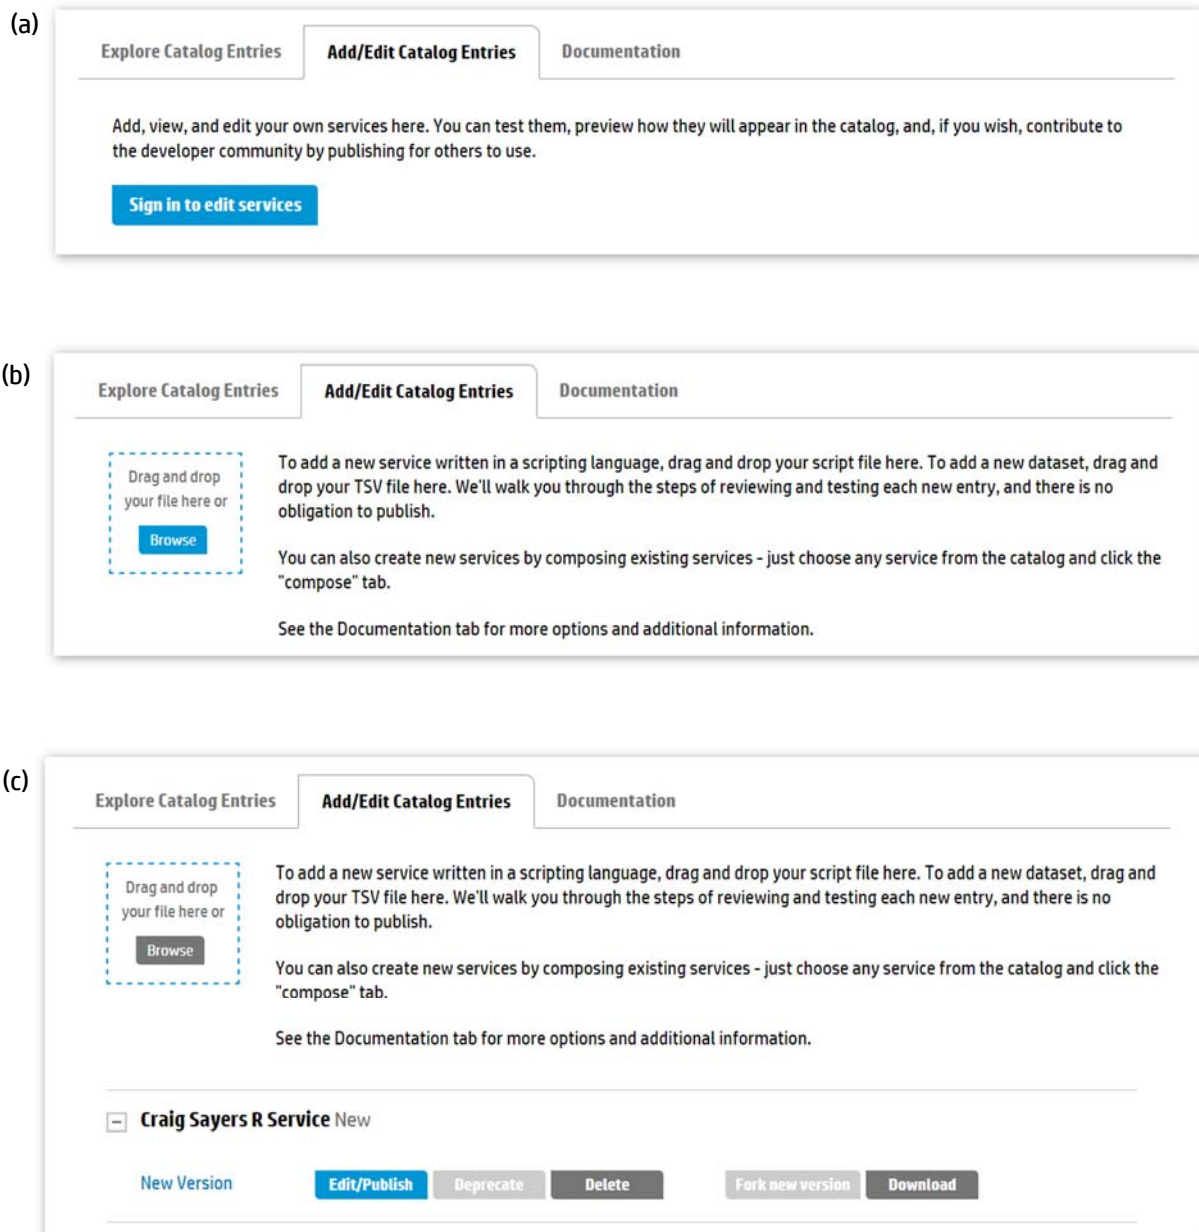 (a)
Explore Catalog Entries
Add/Edit Catalog Entries
Documentation
Add, view, and edit your own services here. You can test them, preview how they will appear in the catalog, and, if you wish, contribute to
the developer community by publishing for others to use.
Sign in to edit services
(b)
Explore Catalog Entries
Add/Edit Catalog Entries
Documentation
Drag and drop
your file here or
Browse
To add a new service written in a scripting language, drag and drop your script file here. To add a new dataset, drag and
drop your TSV file here. We'll walk you through the steps of reviewing and testing each new entry, and there is no
obligation to publish.
You can also create new services by composing existing services - just choose any service from the catalog and click the
"compose" tab.
See the Documentation tab for more options and additional information.
(c)
Explore Catalog Entries
Add/Edit Catalog Entries
Documentation
Drag and drop
your file here or
Browse
To add a new service written in a scripting language, drag and drop your script file here. To add a new dataset, drag and
drop your TSV file here. We'll walk you through the steps of reviewing and testing each new entry, and there is no
obligation to publish.
You can also create new services by composing existing services - just choose any service from the catalog and click the
"compose" tab.
See the Documentation tab for more options and additional information.
Craig Sayers R Service New
New Version
Edit/Publish
Deprecate
Delete
Fork new version
Download